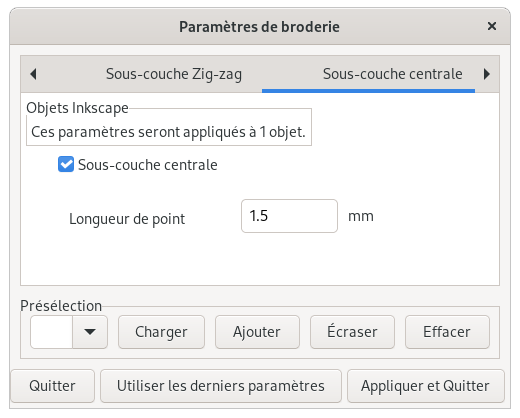 Paramètres de broderie
Sous-couche Zig-zag Sous-couche centrale
Objets Inkscape
Ces paramètres seront appliqués à 1 objet.
Sous-couche centrale
Longueur de point 1.5 mm
Présélection
Charger Ajouter Écraser Effacer
Quitter Utiliser les derniers paramètres Appliquer et Quitter